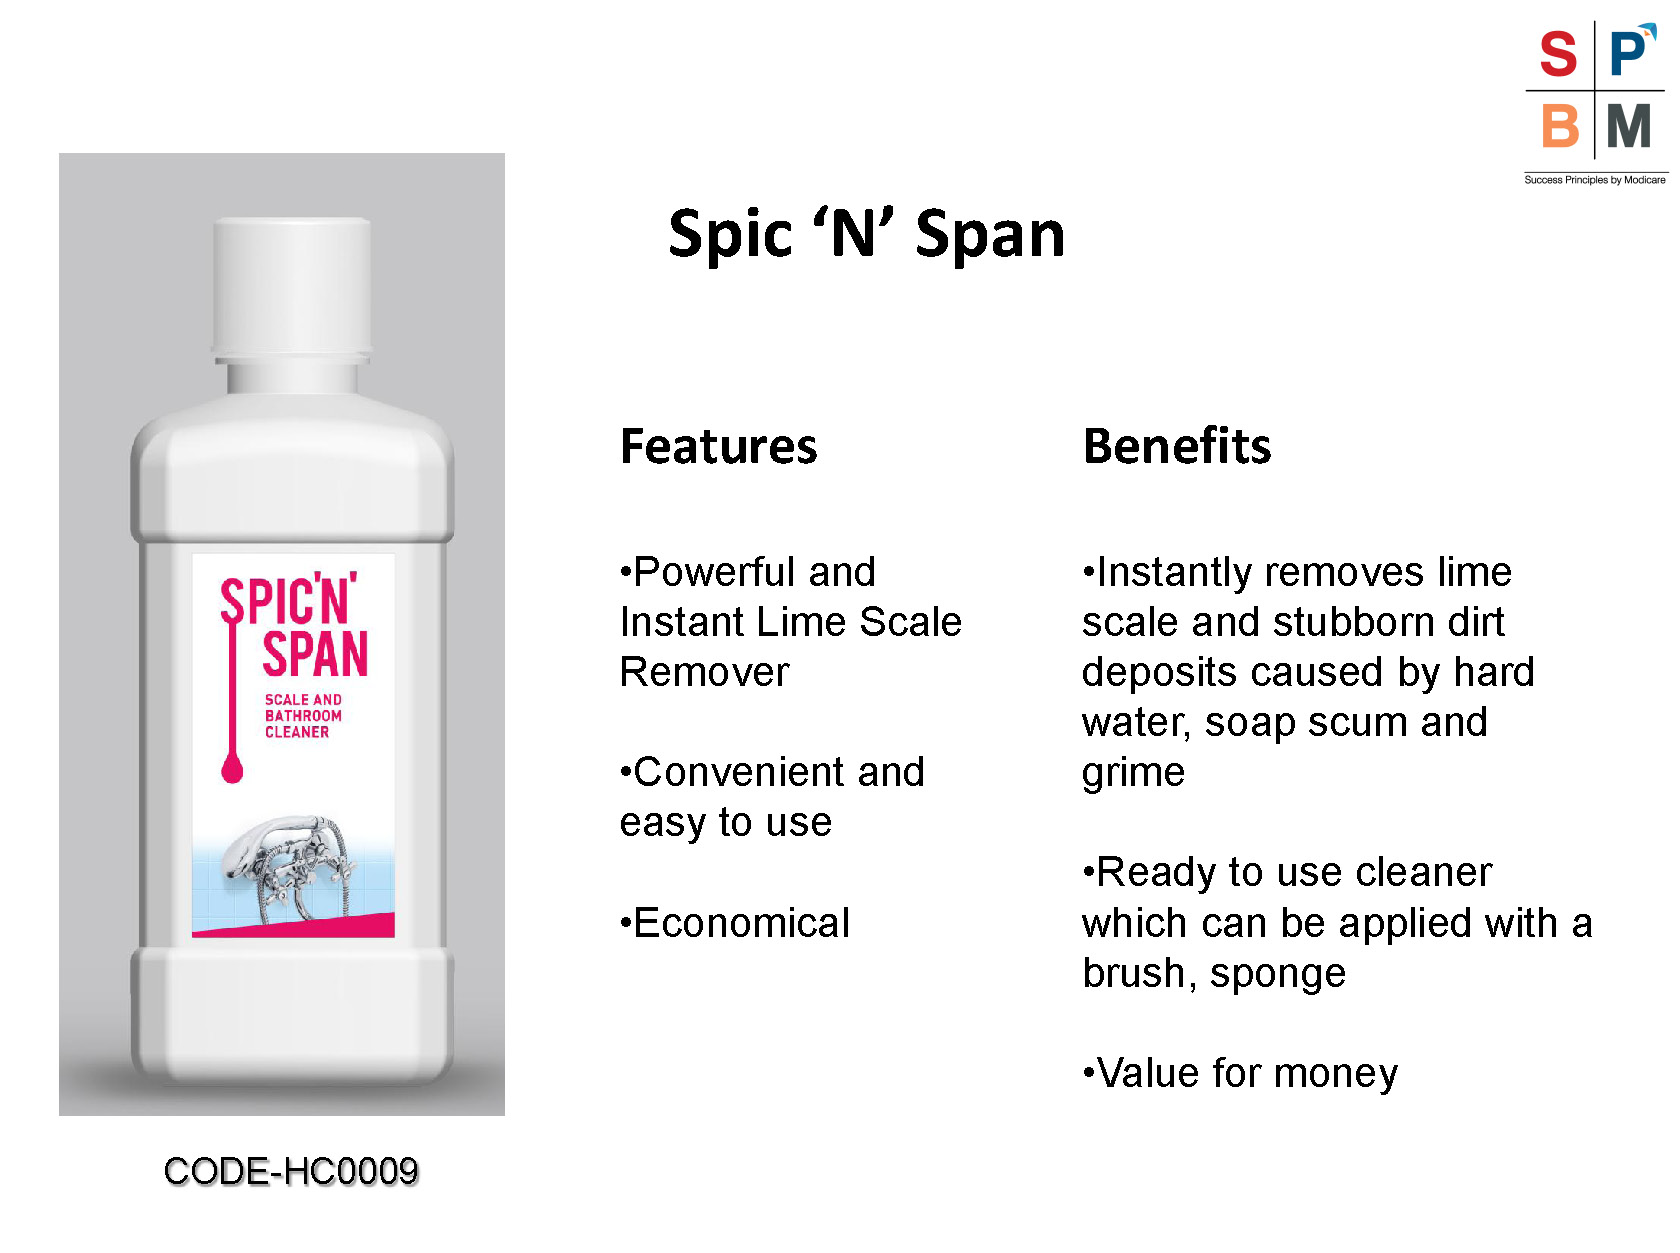 S P
B M
Success Principles by Modicare
Spic ‘N’ Span
SPIC'N'
SPAN
SCALE AND
BATHROOM
CLEANER
CODE-HC0009
Features
•Powerful and
Instant Lime Scale
Remover
•Convenient and
easy to use
•Economical
Benefits
•Instantly removes lime
scale and stubborn dirt
deposits caused by hard
water, soap scum and
grime
•Ready to use cleaner
which can be applied with a
brush, sponge
•Value for money